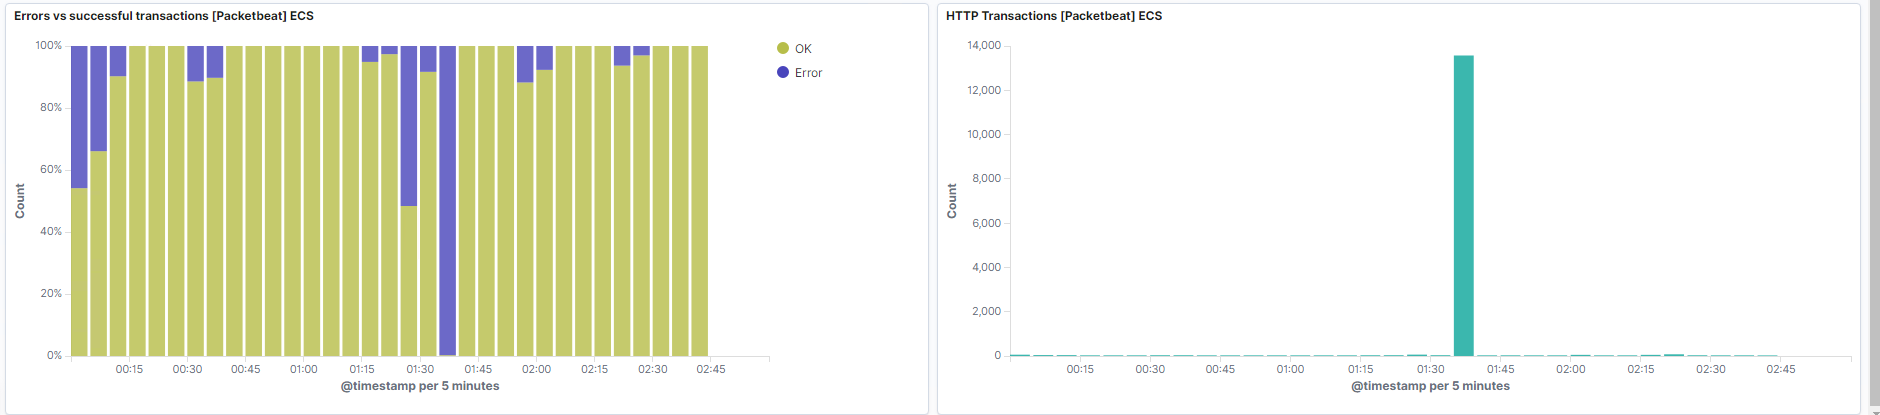 Errors vs successful transactions [Packetbeat] ECS
100%
80%
60%
40%
20%
0%
Count
00:15 00:30 00:45 01:00 01:15 01:30 01:45 02:00 02:15 02:30 02:45
@timestamp per 5 minutes
OK
Error
HTTP Transactions [Packetbeat] ECS
14,000
12,000
10,000
8,000
6,000
4,000
2,000
0
Count
00:15 00:30 00:45 01:00 01:15 01:30 01:45 02:00 02:15 02:30 02:45
@timestamp per 5 minutes